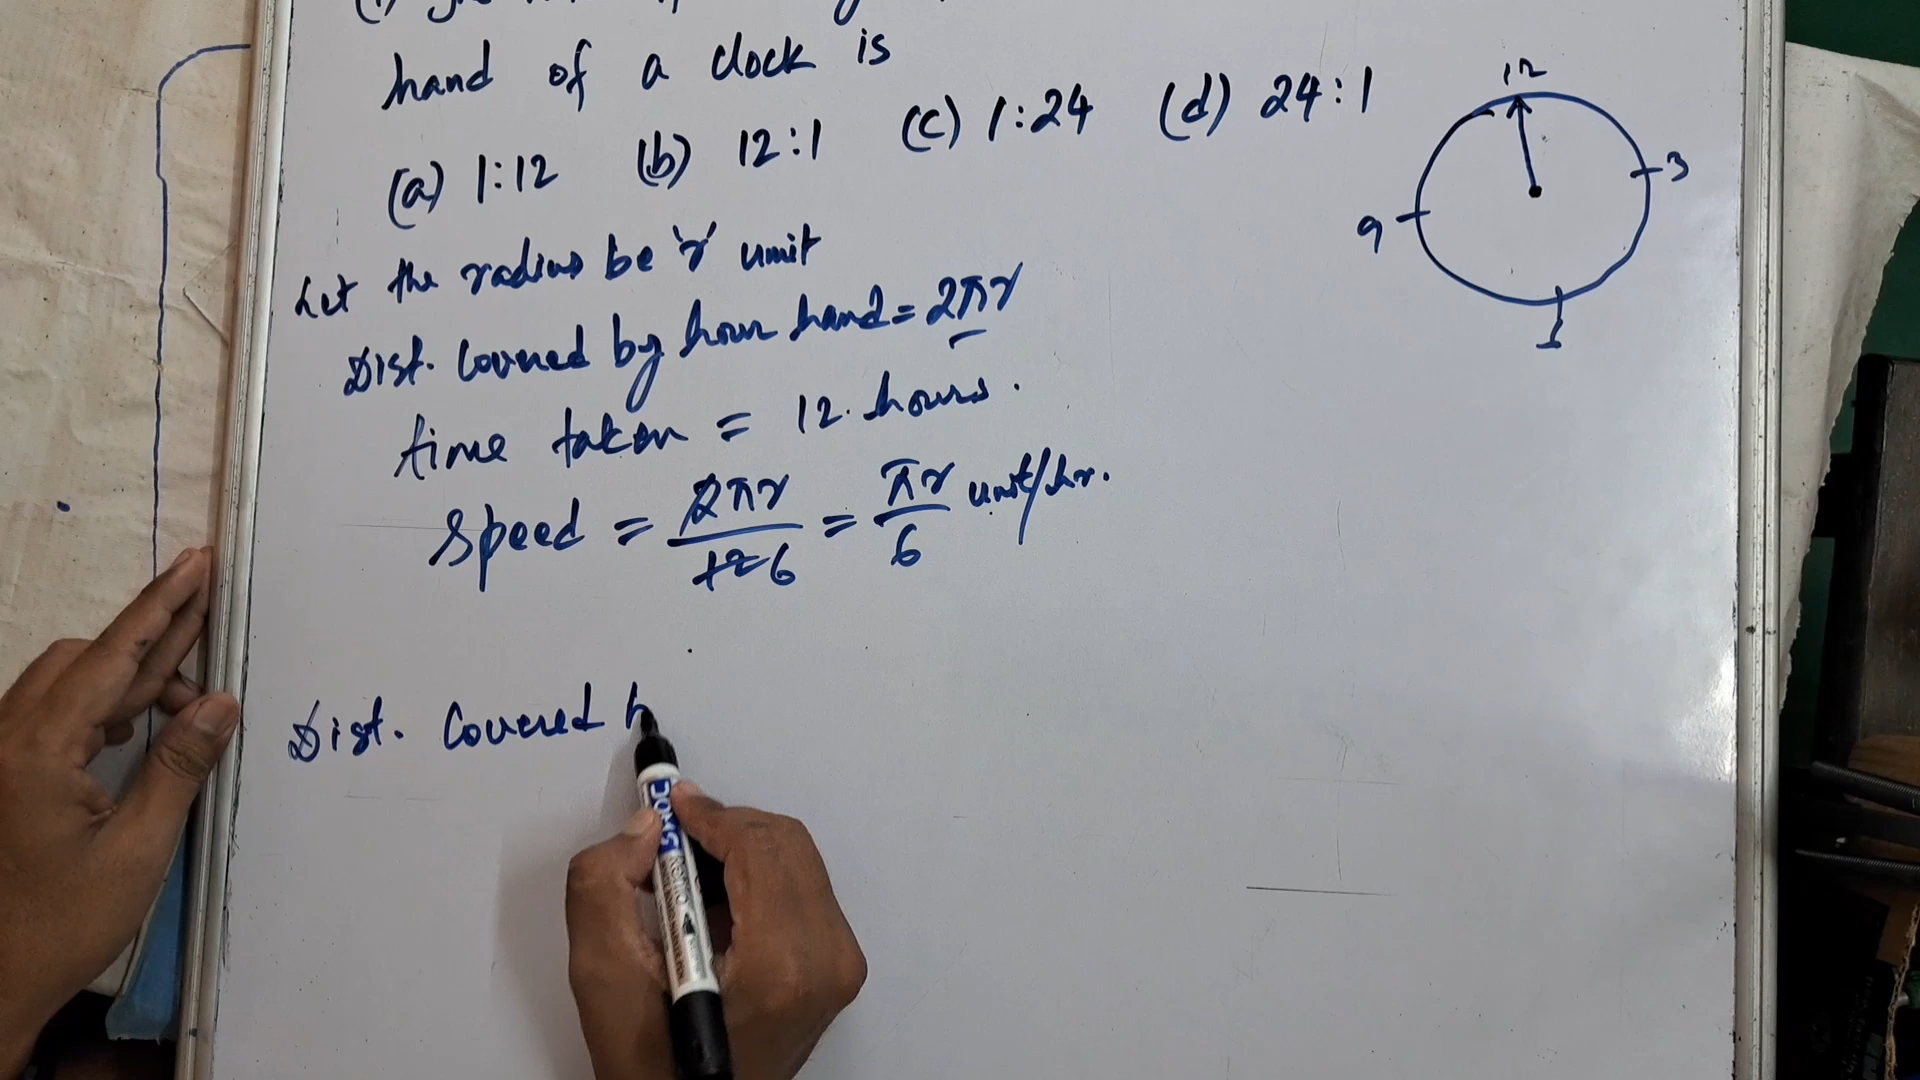 hand of a clock is
(a) 1:12 (b) 12:1 (c) 1:24 (d) 24:1
12
3
9
6
Let the radius be 'r' unit
Dist. Covered by hour hand = 2πr
time taken = 12 hours.
Speed = 2πr/12 6 = πr/6 unit/hr.
Dist. Covered
DOMS